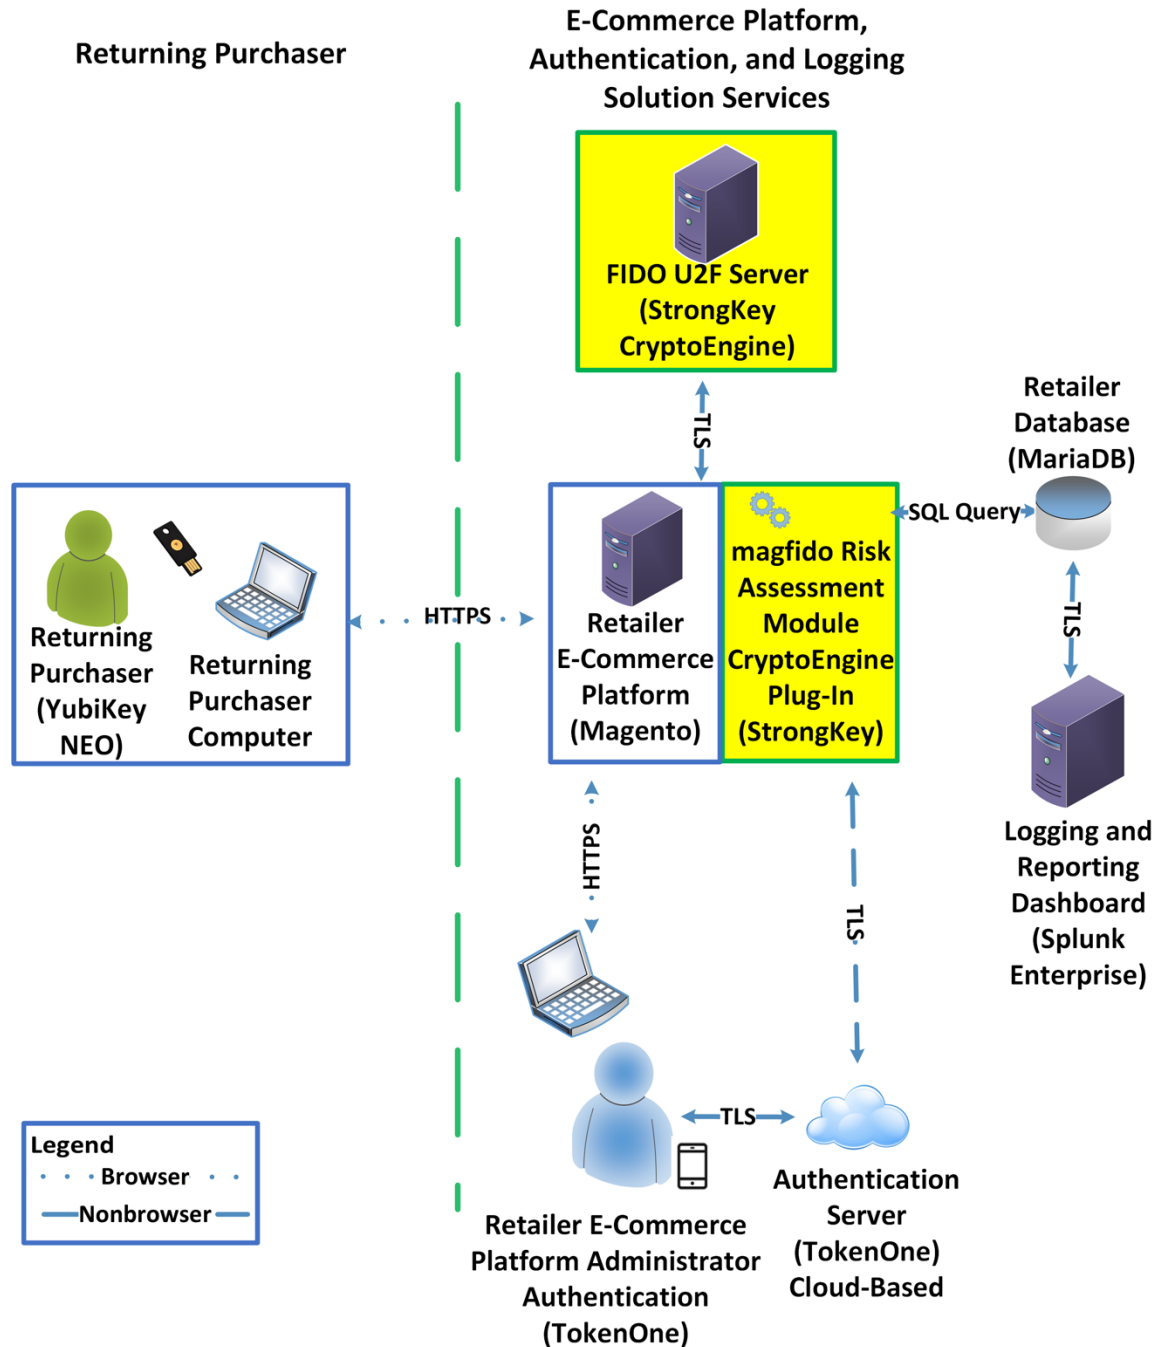 Returning Purchaser
E-Commerce Platform,
Authentication, and Logging
Solution Services
FIDO U2F Server
(StrongKey
CryptoEngine)
TLS
Retailer
Database
(MariaDB)
SQL Query
Returning
Purchaser
(YubiKey
NEO)
Returning
Purchaser
Computer
HTTPS
Retailer
E-Commerce
Platform
(Magento)
magfido Risk
Assessment
Module
CryptoEngine
Plug-In
(StrongKey)
TLS
Logging and
Reporting
Dashboard
(Splunk
Enterprise)
HTTPS
TLS
TLS
Retailer E-Commerce
Platform Administrator
Authentication
(TokenOne)
Authentication
Server
(TokenOne)
Cloud-Based
Legend
Browser
Nonbrowser